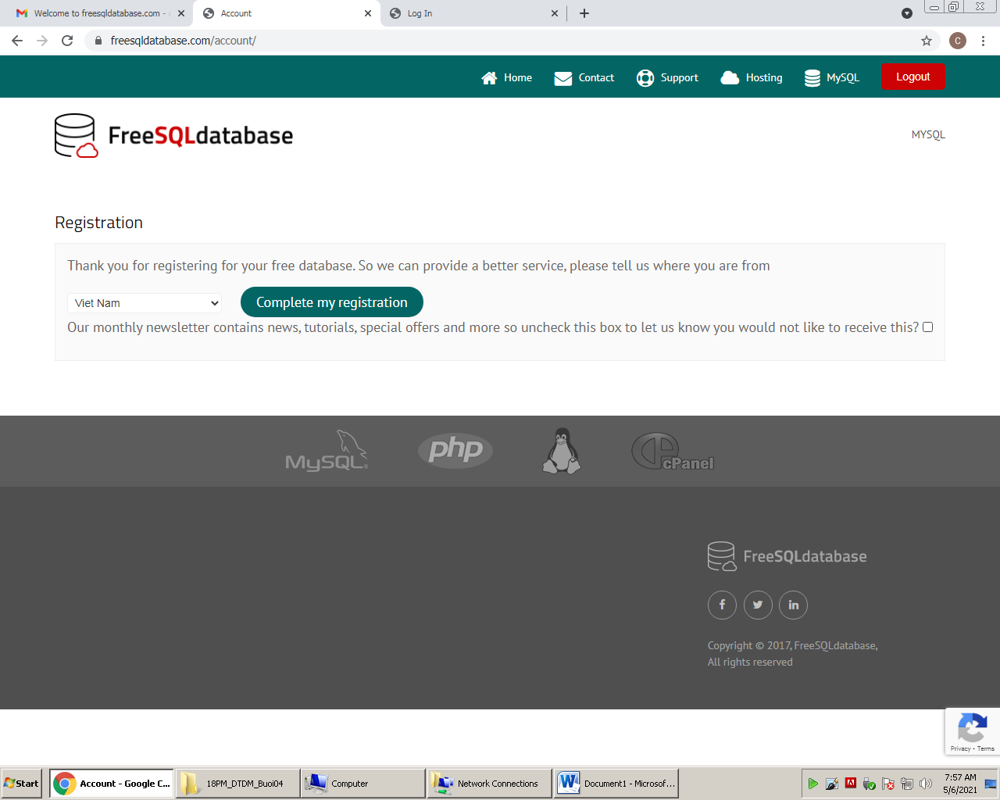 Welcome to freesqldatabase.com -
Account
Log In
freesqldatabase.com/account/
C
Home
Contact
Support
Hosting
MySQL
Logout
FreeSQLdatabase
MYSQL
Registration
Thank you for registering for your free database. So we can provide a better service, please tell us where you are from
Viet Nam
Complete my registration
Our monthly newsletter contains news, tutorials, special offers and more so uncheck this box to let us know you would not like to receive this?
MySQL®
php
cPanel
FreeSQLdatabase
Copyright © 2017, FreeSQLdatabase,
All rights reserved
Privacy - Terms
Start
Account - Google C...
18PM_DTDM_Buoi04
Computer
Network Connections
Document1 - Microsof...
7:57 AM
5/6/2021